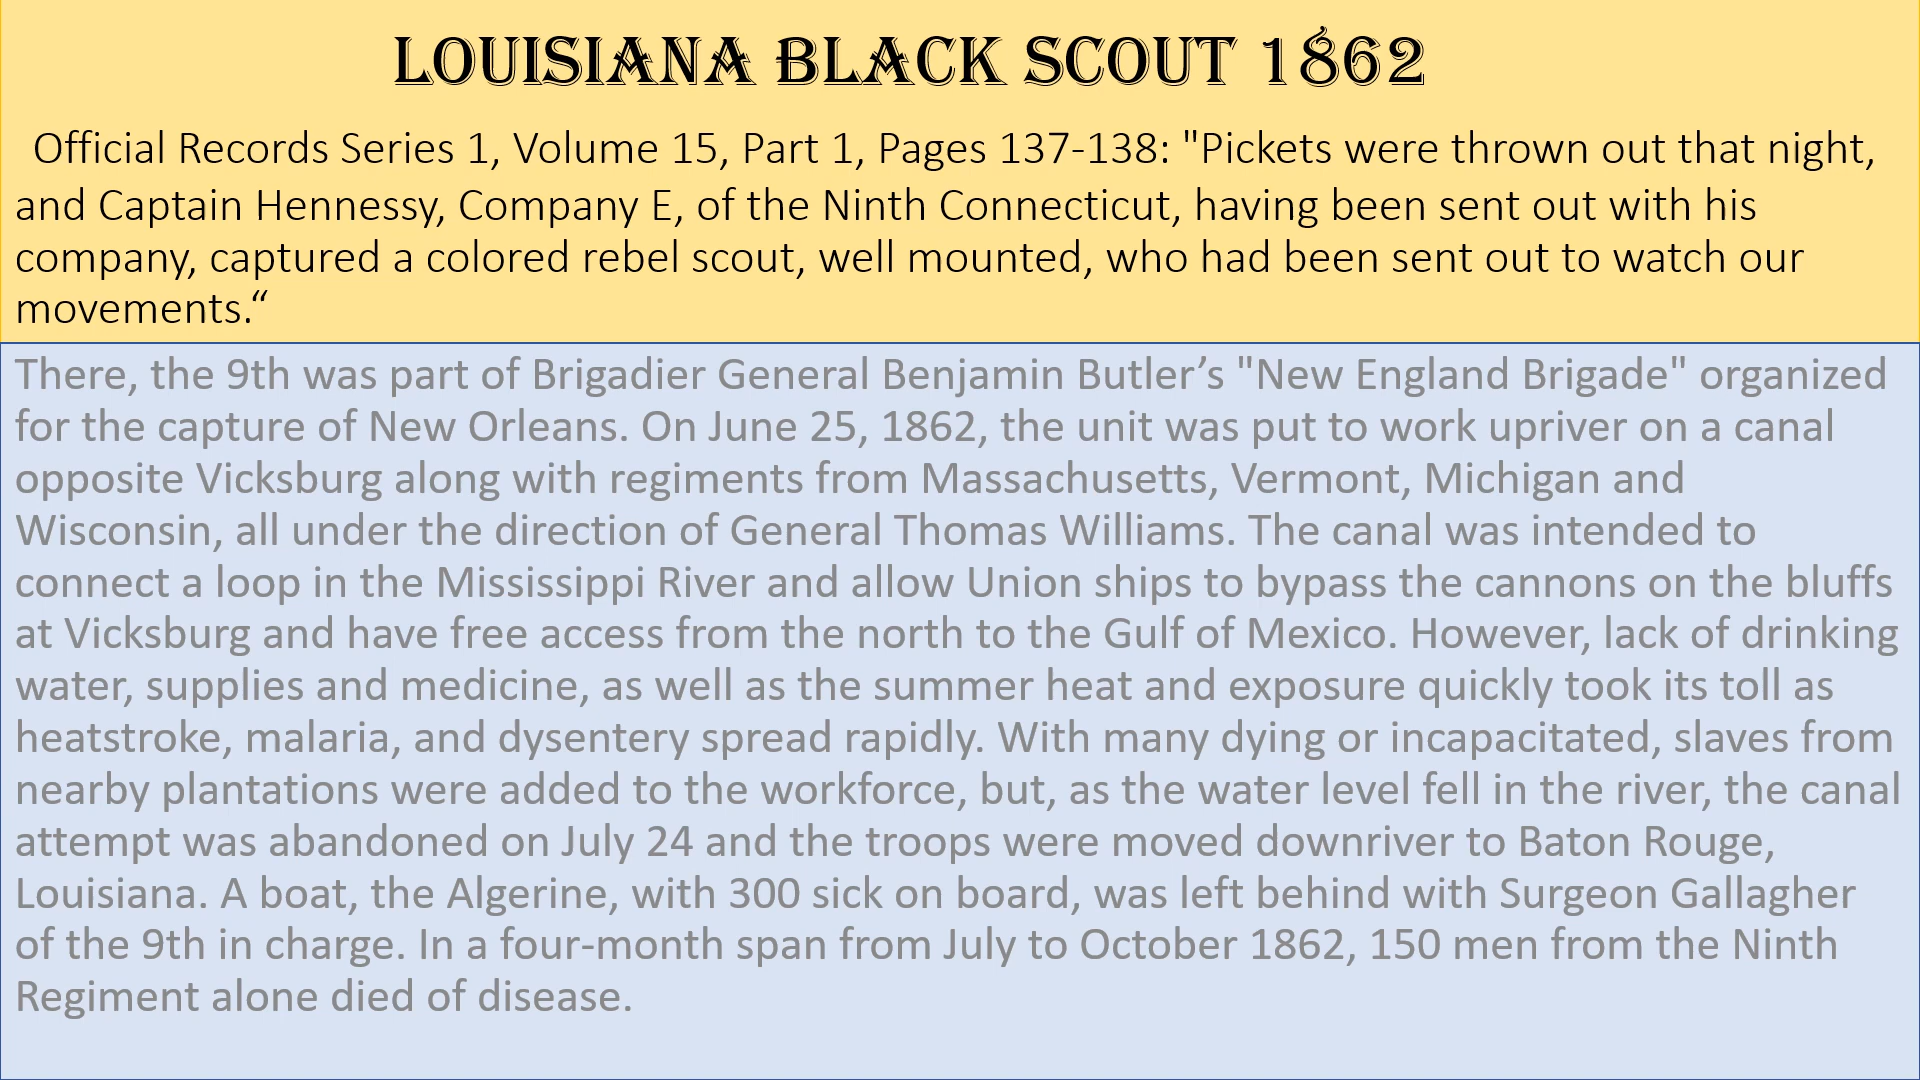 LOUISIANA BLACK SCOUT 1862
Official Records Series 1, Volume 15, Part 1, Pages 137-138: "Pickets were thrown out that night,
and Captain Hennessy, Company E, of the Ninth Connecticut, having been sent out with his
company, captured a colored rebel scout, well mounted, who had been sent out to watch our
movements.“
There, the 9th was part of Brigadier General Benjamin Butler’s "New England Brigade" organized
for the capture of New Orleans. On June 25, 1862, the unit was put to work upriver on a canal
opposite Vicksburg along with regiments from Massachusetts, Vermont, Michigan and
Wisconsin, all under the direction of General Thomas Williams. The canal was intended to
connect a loop in the Mississippi River and allow Union ships to bypass the cannons on the bluffs
at Vicksburg and have free access from the north to the Gulf of Mexico. However, lack of drinking
water, supplies and medicine, as well as the summer heat and exposure quickly took its toll as
heatstroke, malaria, and dysentery spread rapidly. With many dying or incapacitated, slaves from
nearby plantations were added to the workforce, but, as the water level fell in the river, the canal
attempt was abandoned on July 24 and the troops were moved downriver to Baton Rouge,
Louisiana. A boat, the Algerine, with 300 sick on board, was left behind with Surgeon Gallagher
of the 9th in charge. In a four-month span from July to October 1862, 150 men from the Ninth
Regiment alone died of disease.